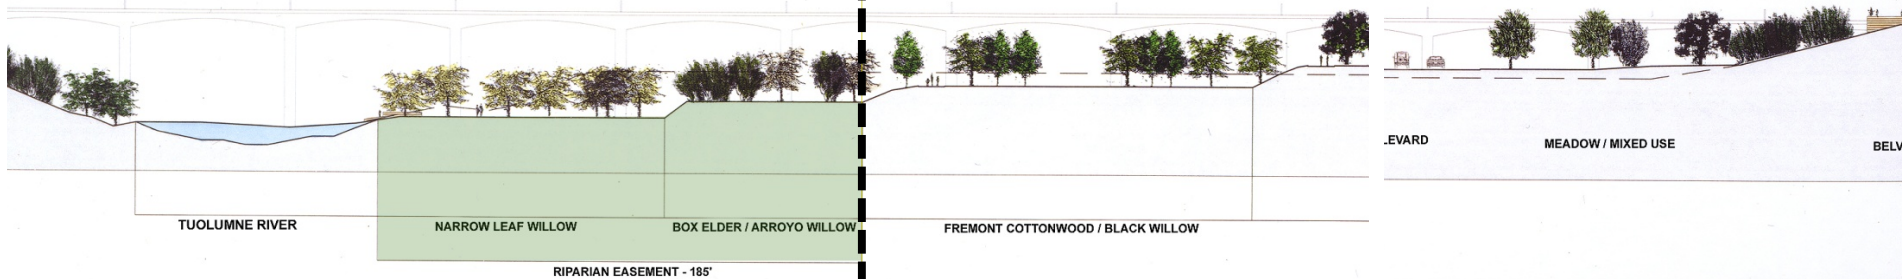 TUOLUMNE RIVER
NARROW LEAF WILLOW
BOX ELDER / ARROYO WILLOW
FREMONT COTTONWOOD / BLACK WILLOW
LEVARD
MEADOW / MIXED USE
BELV
RIPARIAN EASEMENT - 185'